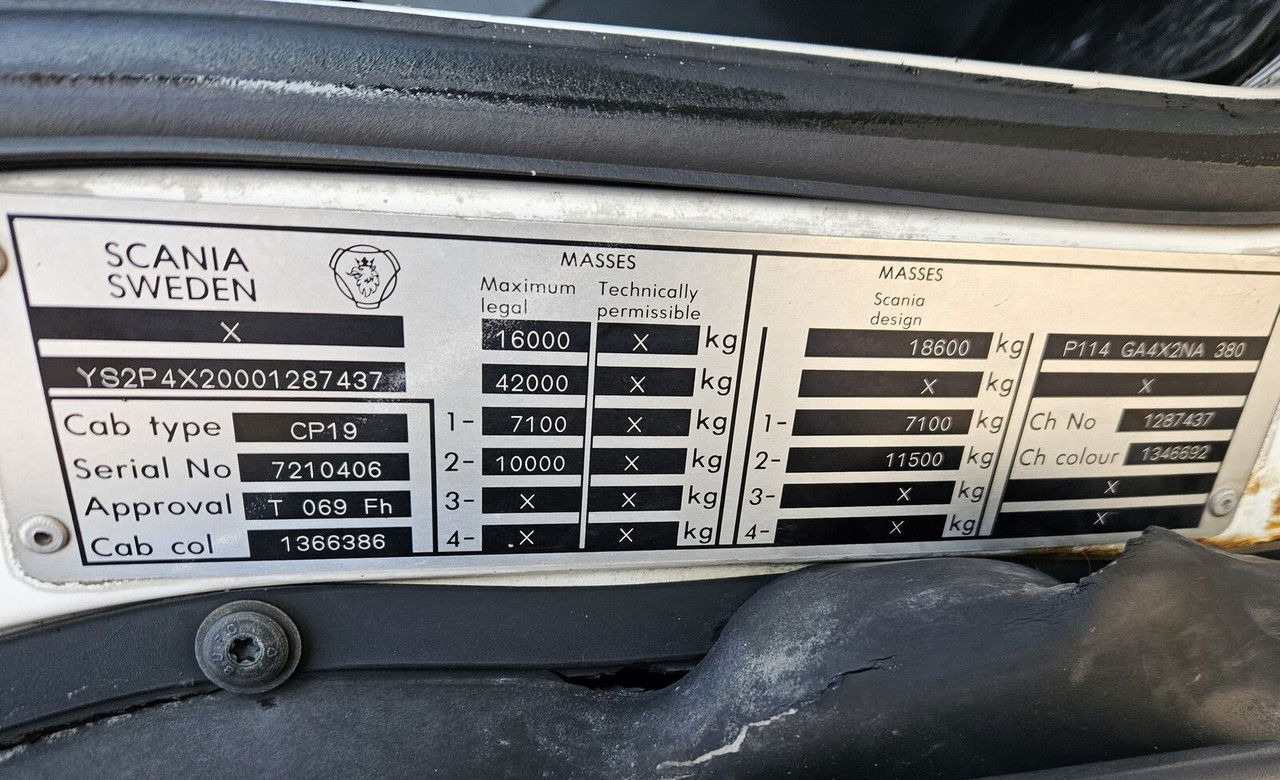 SCANIA
SWEDEN
X
YS2P4X20001287437
Cab type CP19
Serial No 7210406
Approval T 069 Fh
Cab col 1366386
MASSES
Maximum legal Technically permissible
16000 X kg
42000 X kg
1- 7100 X kg
2- 10000 X kg
3- X X kg
4- X X kg
MASSES
Scania
design
18600 kg
X kg
1- 7100 kg
2- 11500 kg
3- X kg
4- X kg
P114 GA4X2NA 380
X
Ch No 1287437
Ch colour 1346692
X
X